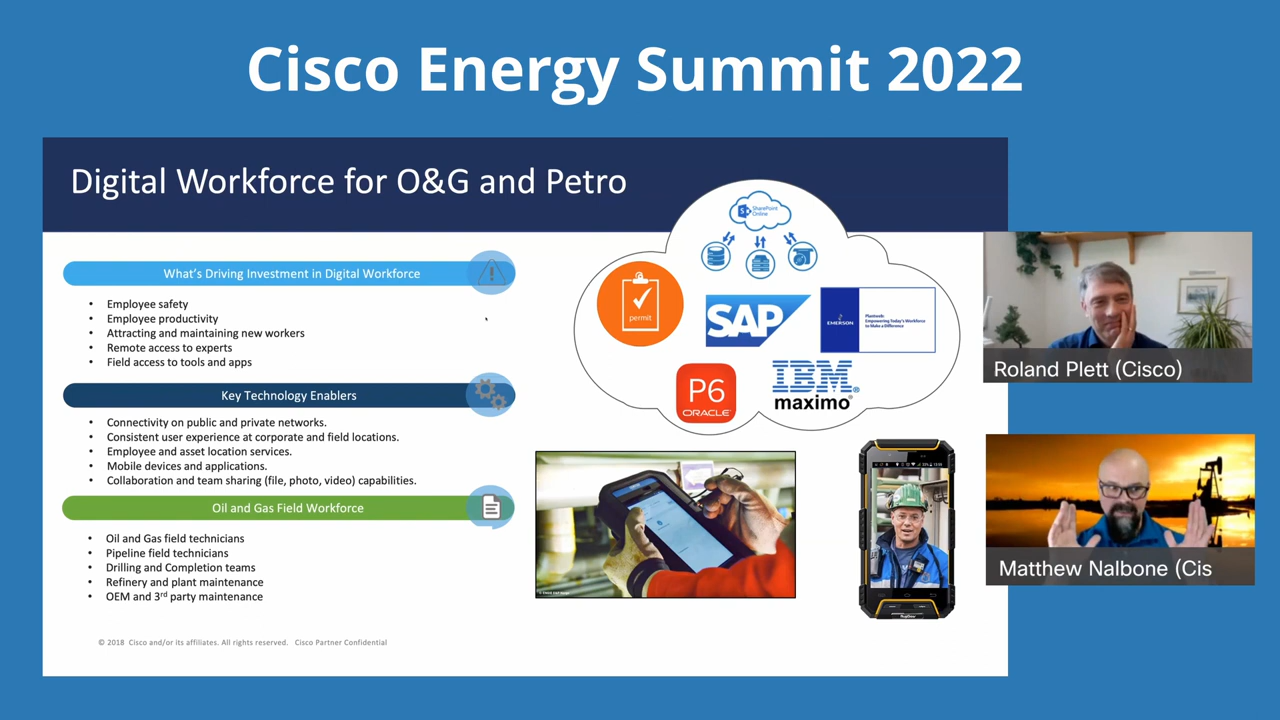 Cisco Energy Summit 2022
Digital Workforce for O&G and Petro
What's Driving Investment in Digital Workforce
• Employee safety
• Employee productivity
• Attracting and maintaining new workers
• Remote access to experts
• Field access to tools and apps
Key Technology Enablers
• Connectivity on public and private networks.
• Consistent user experience at corporate and field locations.
• Employee and asset location services.
• Mobile devices and applications.
• Collaboration and team sharing (file, photo, video) capabilities.
Oil and Gas Field Workforce
• Oil and Gas field technicians
• Pipeline field technicians
• Drilling and Completion teams
• Refinery and plant maintenance
• OEM and 3rd party maintenance
© 2018 Cisco and/or its affiliates. All rights reserved. Cisco Partner Confidential
SharePoint
Online
permit
SAP
EMERSON
Empowering Today's Workforce
to Make a Difference
P6
ORACLE
IBM®
maximo
Roland Plett (Cisco)
Matthew Nalbone (Cis